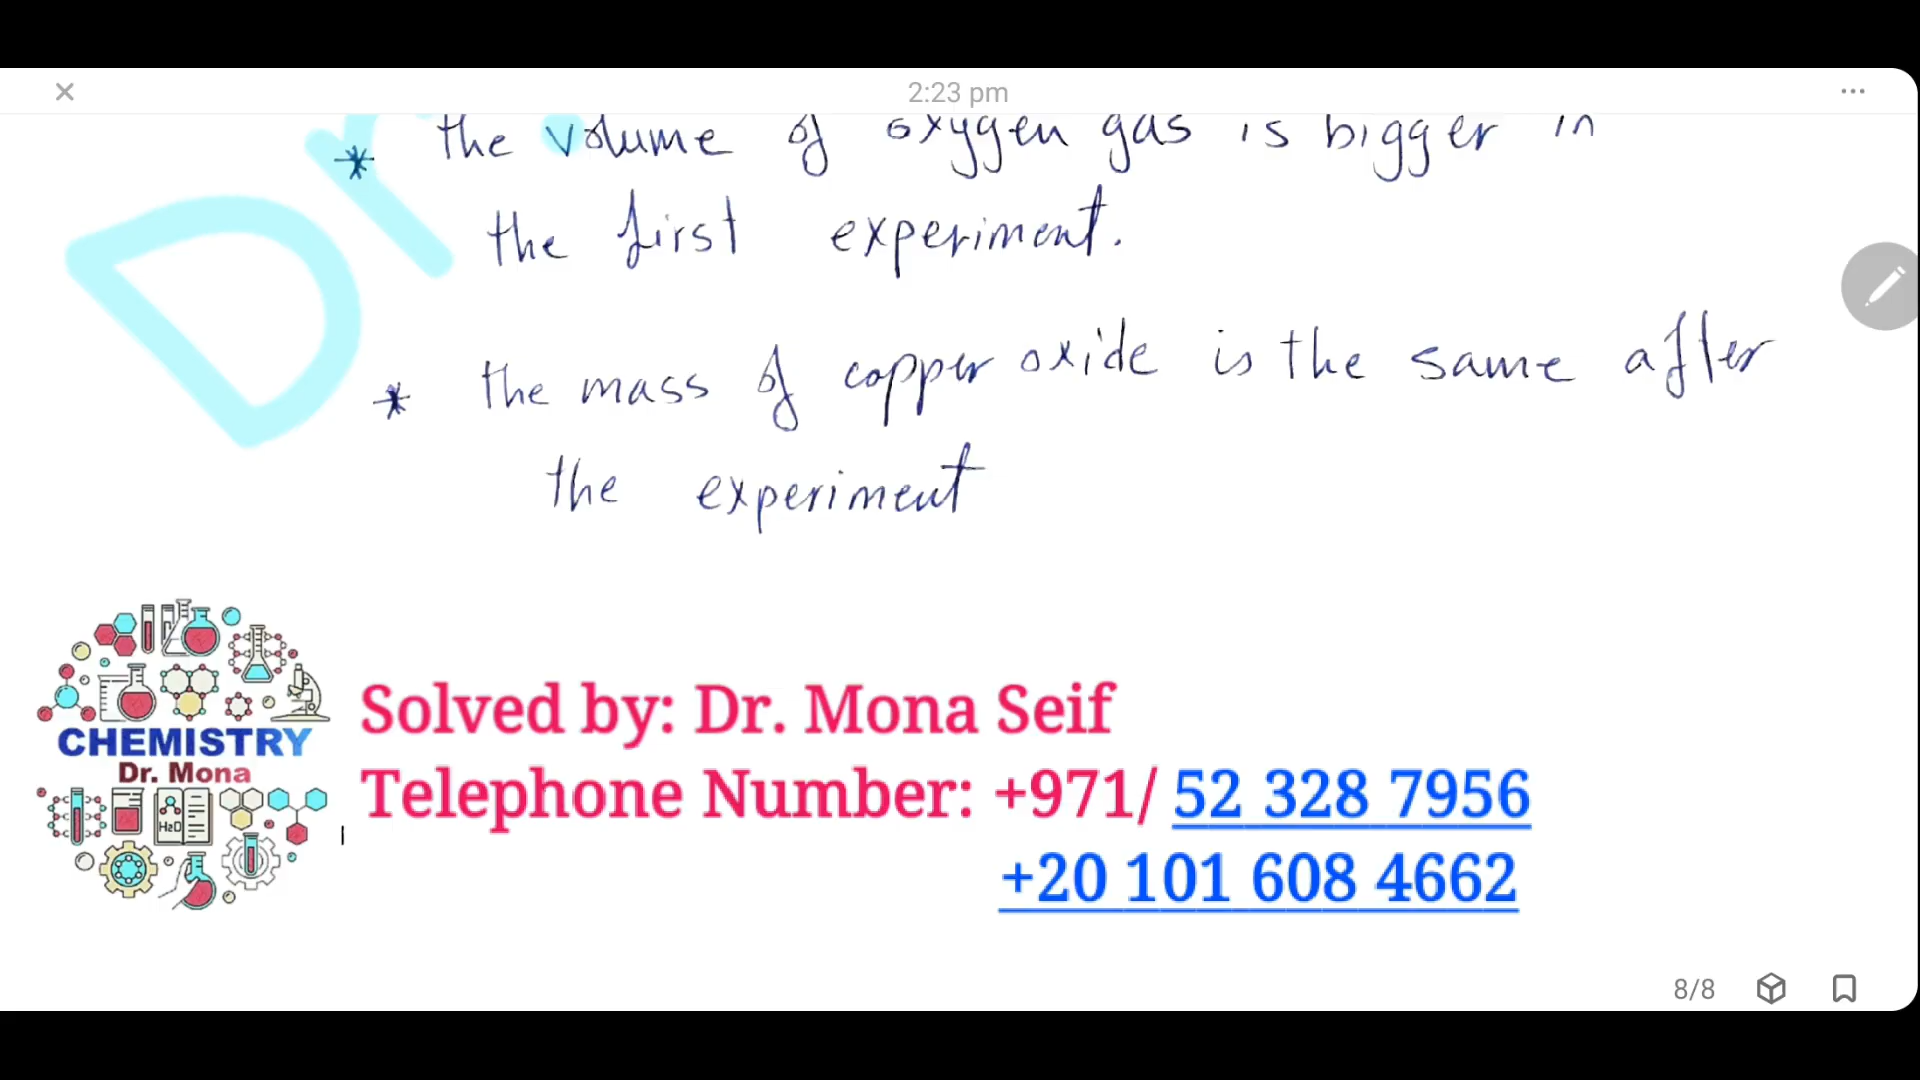 2:23 pm
Dr.
* the volume of oxygen gas is bigger in
the first experiment.
* the mass of copper oxide is the same after
the experiment
CHEMISTRY
Dr. Mona
H₂O
Solved by: Dr. Mona Seif
Telephone Number: +971/ 52 328 7956
+20 101 608 4662
8/8